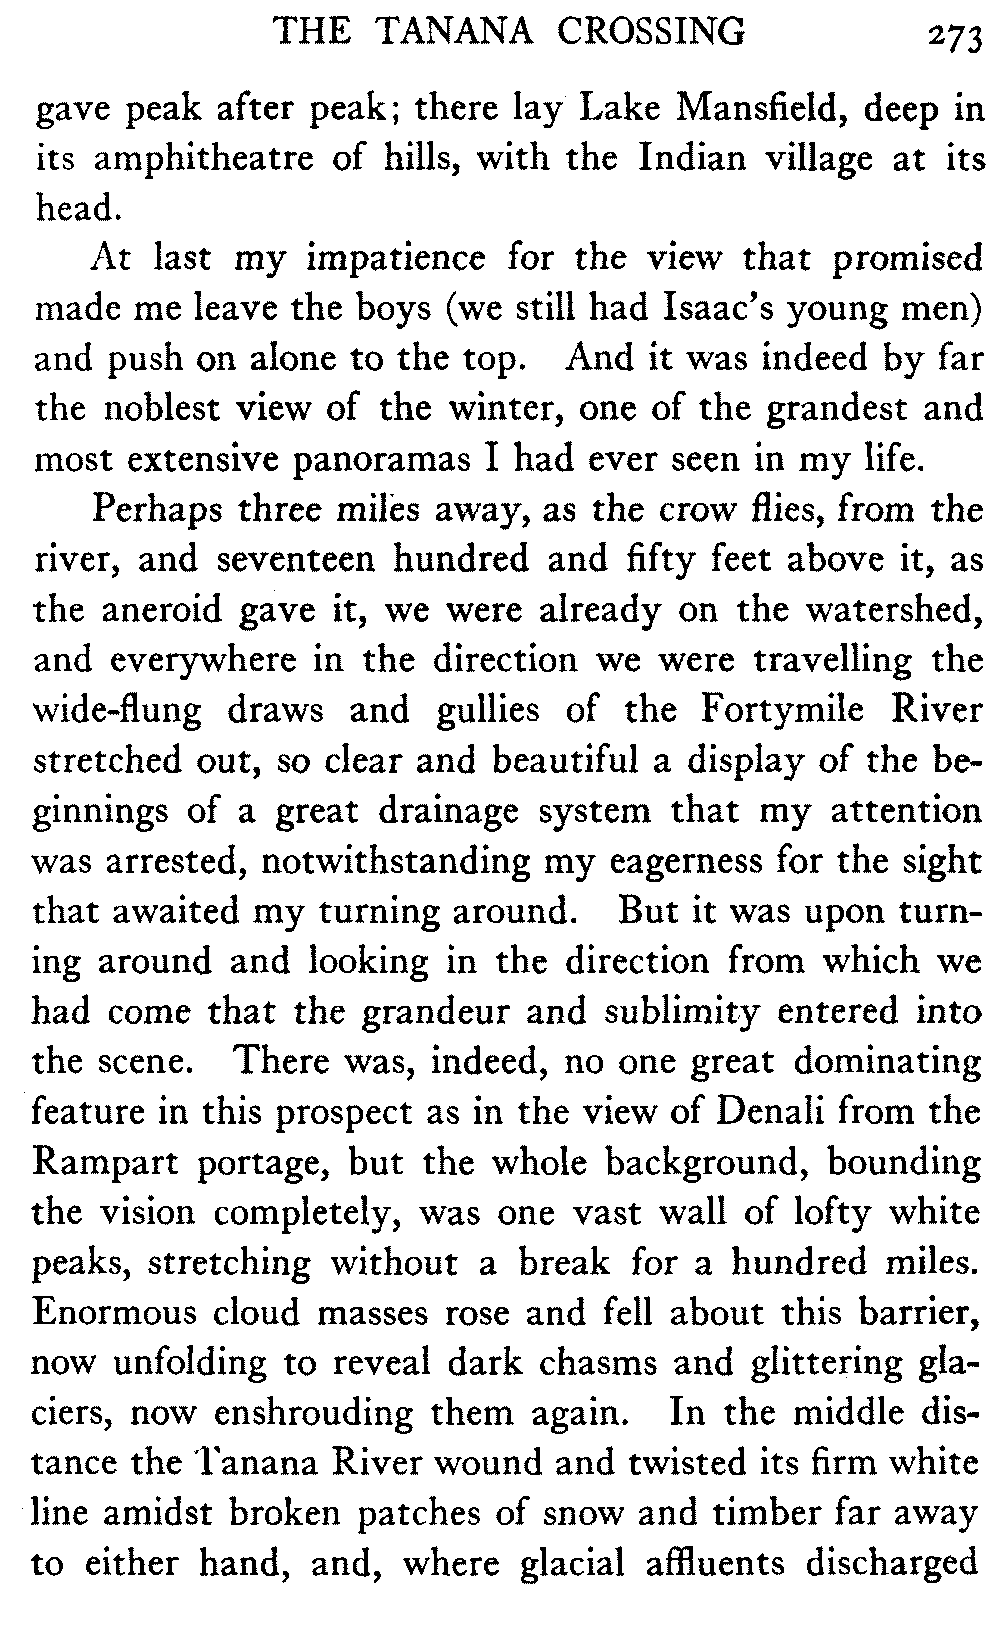 THE TANANA CROSSING 273
gave peak after peak; there lay Lake Mansfield, deep in
its amphitheatre of hills, with the Indian village at its
head.
At last my impatience for the view that promised
made me leave the boys (we still had Isaac's young men)
and push on alone to the top. And it was indeed by far
the noblest view of the winter, one of the grandest and
most extensive panoramas I had ever seen in my life.
Perhaps three miles away, as the crow flies, from the
river, and seventeen hundred and fifty feet above it, as
the aneroid gave it, we were already on the watershed,
and everywhere in the direction we were travelling the
wide-flung draws and gullies of the Fortymile River
stretched out, so clear and beautiful a display of the be-
ginnings of a great drainage system that my attention
was arrested, notwithstanding my eagerness for the sight
that awaited my turning around. But it was upon turn-
ing around and looking in the direction from which we
had come that the grandeur and sublimity entered into
the scene. There was, indeed, no one great dominating
feature in this prospect as in the view of Denali from the
Rampart portage, but the whole background, bounding
the vision completely, was one vast wall of lofty white
peaks, stretching without a break for a hundred miles.
Enormous cloud masses rose and fell about this barrier,
now unfolding to reveal dark chasms and glittering gla-
ciers, now enshrouding them again. In the middle dis-
tance the Tanana River wound and twisted its firm white
line amidst broken patches of snow and timber far away
to either hand, and, where glacial affluents discharged